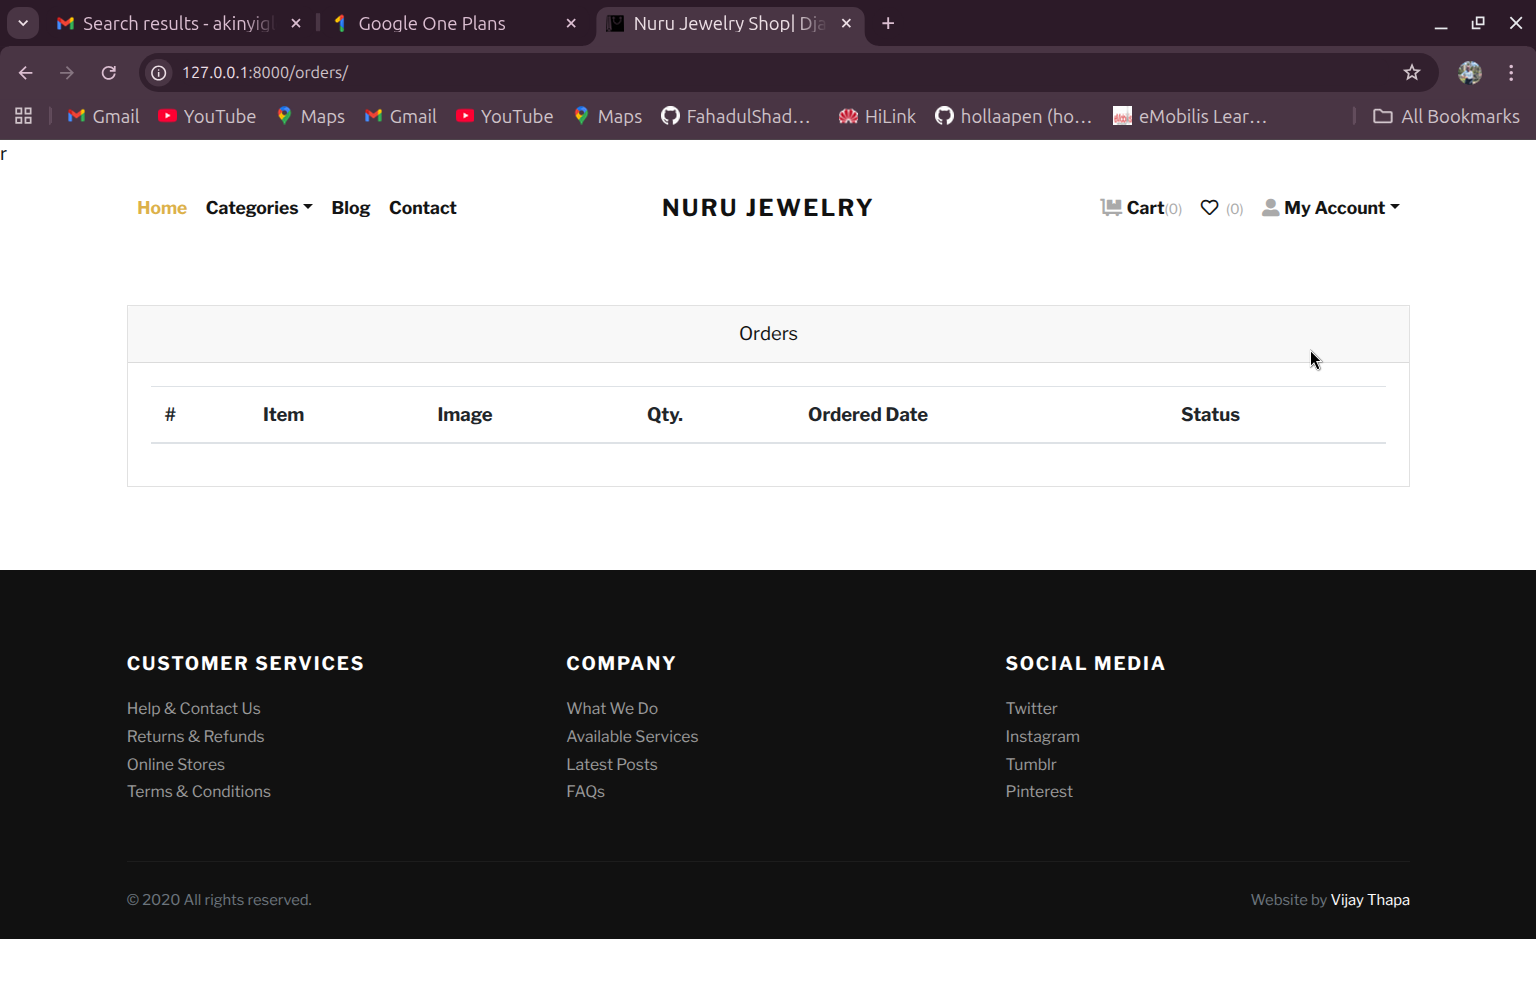 Search results - akinyig
Google One Plans
Nuru Jewelry Shop| Dja
127.0.0.1:8000/orders/
Gmail YouTube Maps Gmail YouTube Maps FahadulShad... HiLink hollaapen (ho... eMobilis Lear... All Bookmarks
r
Home Categories Blog Contact NURU JEWELRY Cart(0) (0) My Account
Orders
# Item Image Qty. Ordered Date Status
CUSTOMER SERVICES
Help & Contact Us
Returns & Refunds
Online Stores
Terms & Conditions
COMPANY
What We Do
Available Services
Latest Posts
FAQs
SOCIAL MEDIA
Twitter
Instagram
Tumblr
Pinterest
© 2020 All rights reserved.
Website by Vijay Thapa